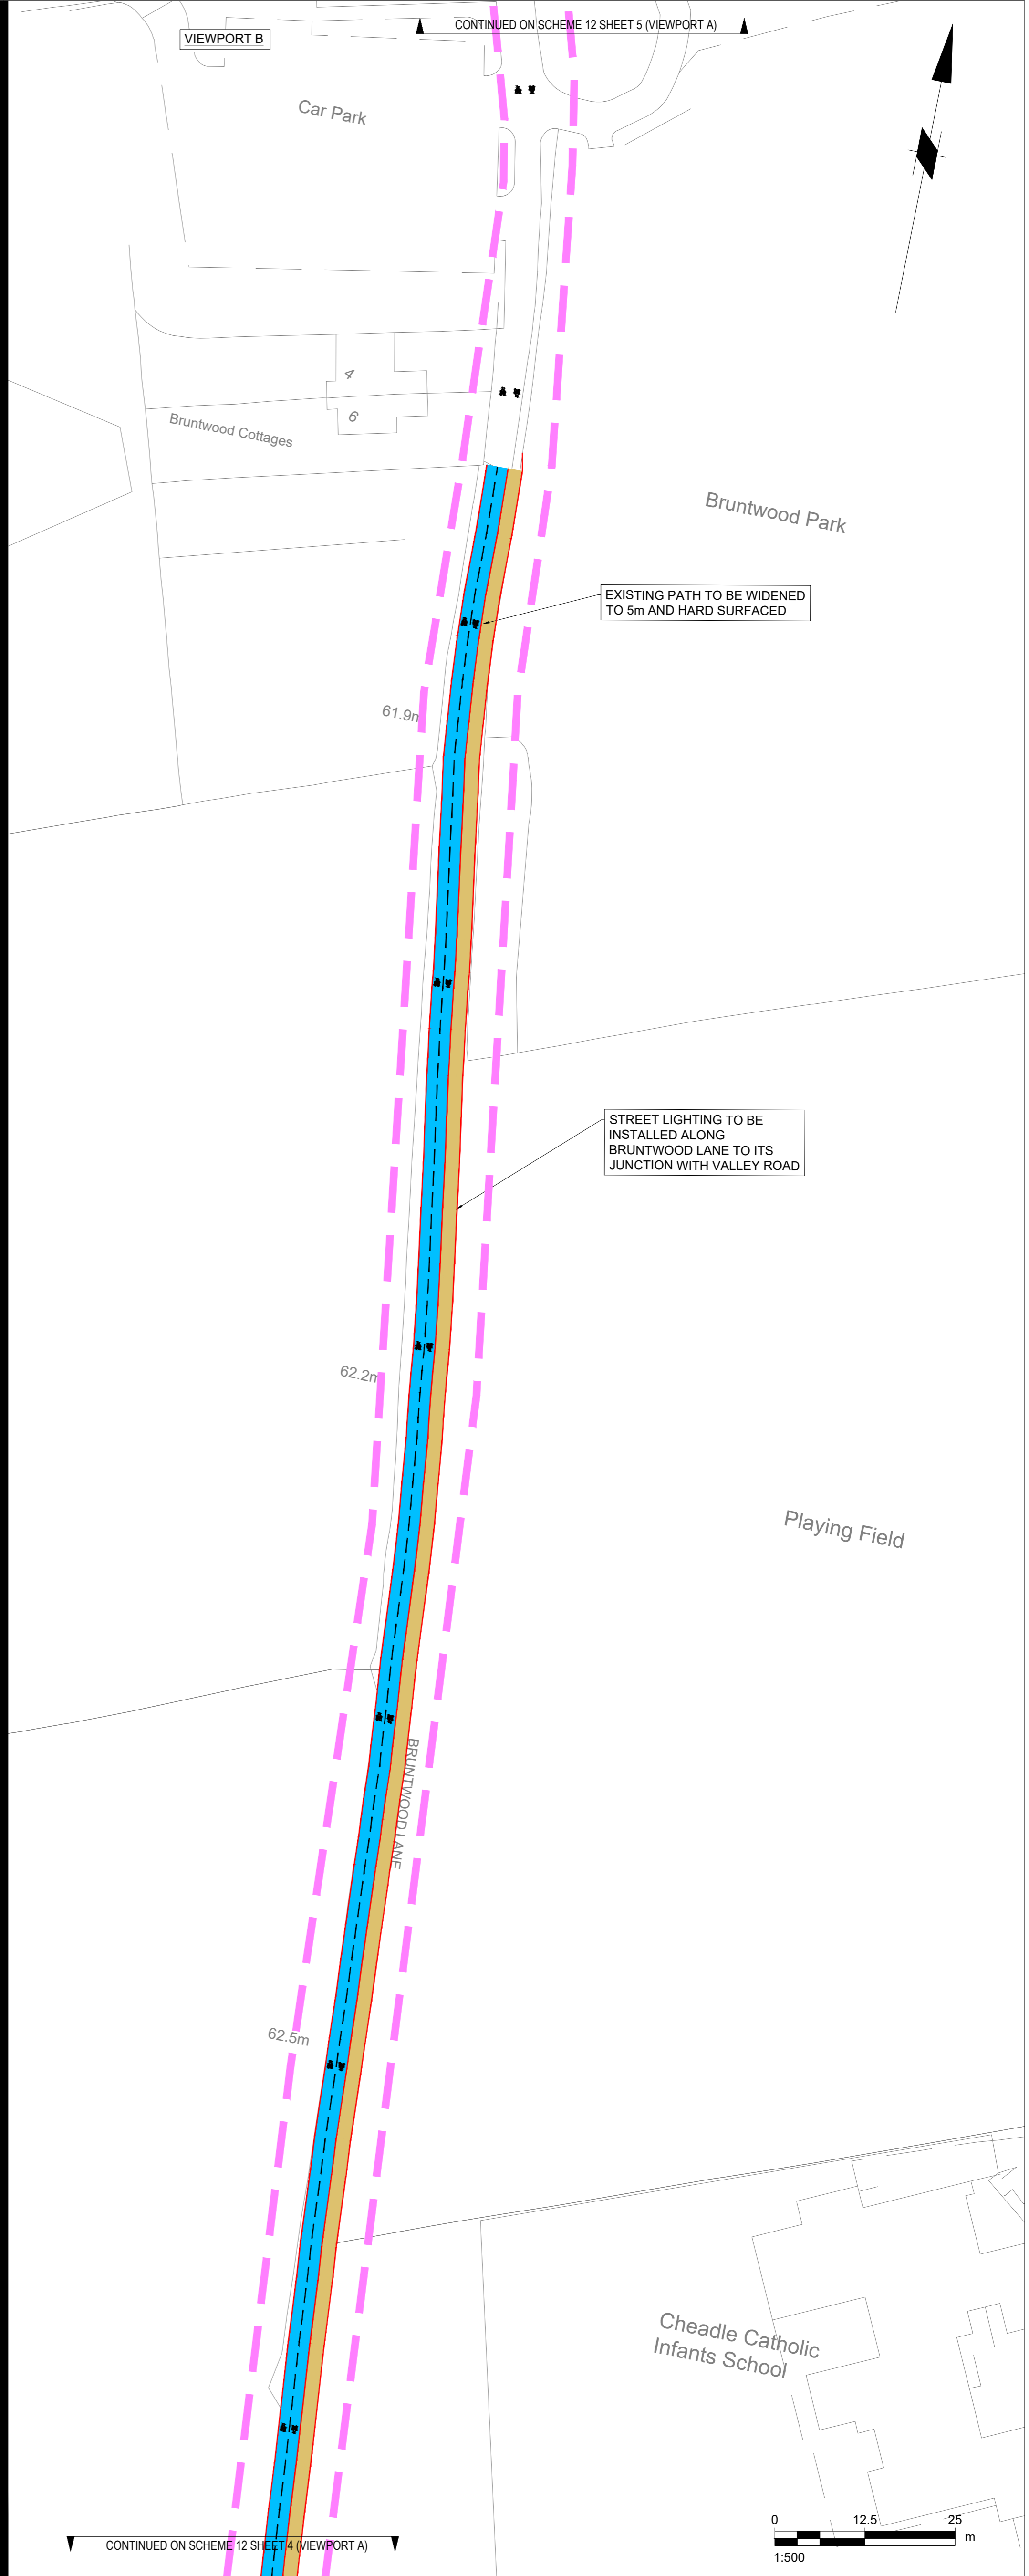 CONTINUED ON SCHEME 12 SHEET 5 (VIEWPORT A)
VIEWPORT B
Car Park
4
6
Bruntwood Cottages
Bruntwood Park
EXISTING PATH TO BE WIDENED
TO 5m AND HARD SURFACED
61.9m
STREET LIGHTING TO BE
INSTALLED ALONG
BRUNTWOOD LANE TO ITS
JUNCTION WITH VALLEY ROAD
62.2m
Playing Field
BRUNTWOOD LANE
62.5m
Cheadle Catholic
Infants School
0 12.5 25
m
1:500
CONTINUED ON SCHEME 12 SHEET 4 (VIEWPORT A)